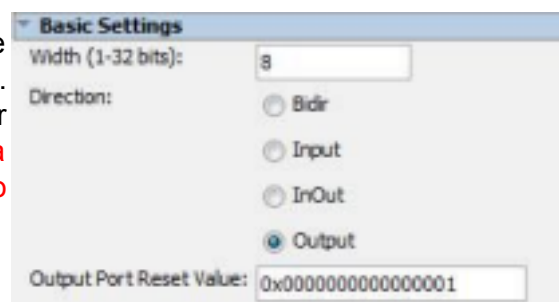 Basic Settings
Width (1-32 bits): 8
Direction:
Bidir
Input
InOut
Output
Output Port Reset Value: 0x0000000000000001